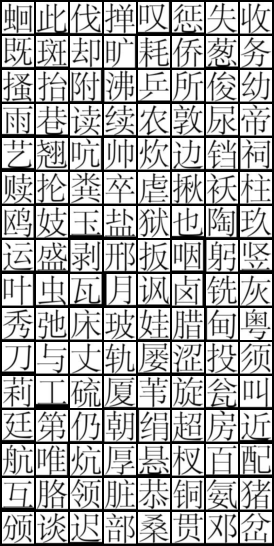 蛔此伐掸叹惩失收
既斑却旷耗侨葱务
搔抬附沸乒所俊幼
雨巷读续农敦尿帝
艺翘吭帅炊边铛祠
赎抡粪卒虐揪袄柱
鸥妓玉盐狱也陶玖
运盛剥邢扳咽躬竖
叶虫瓦月讽卤铣灰
秀弛床玻娃腊甸粤
刀与丈轨屡涩投须
莉工硫厦苇旋瓮叫
廷第仍朝绢超房近
航唯炕厚悬杈百配
互胳领脏恭铜氨猪
颁谈迟部桑贯邓岔